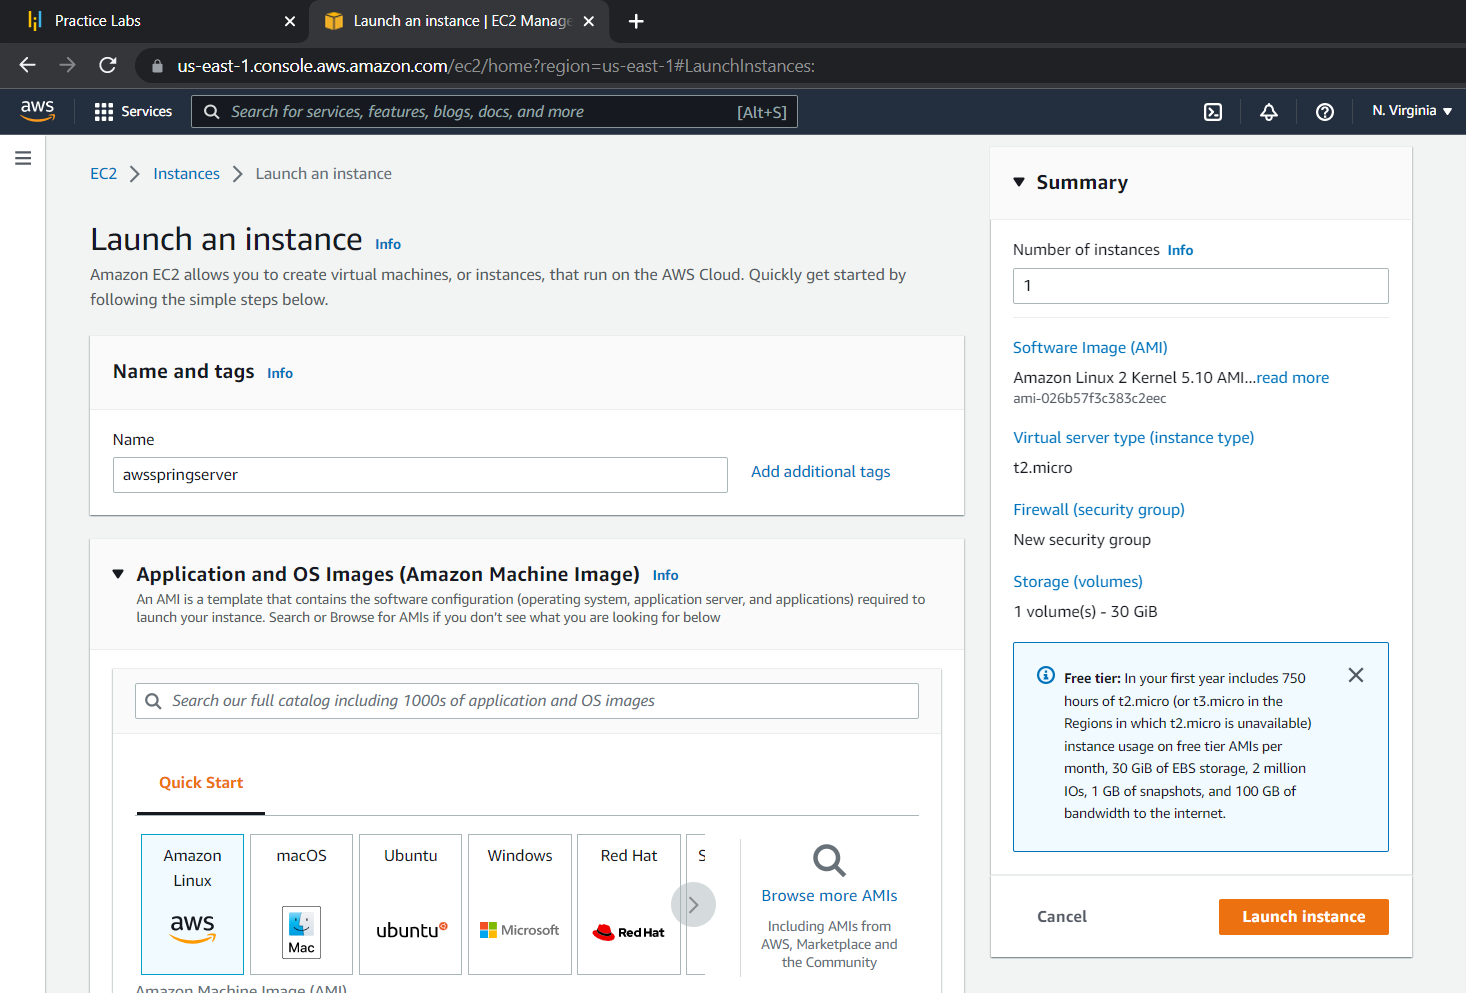 Practice Labs
Launch an instance | EC2 Manage
us-east-1.console.aws.amazon.com/ec2/home?region=us-east-1#LaunchInstances:
aws
Services
Search for services, features, blogs, docs, and more
[Alt+S]
N. Virginia
EC2
Instances
Launch an instance
Launch an instance Info
Amazon EC2 allows you to create virtual machines, or instances, that run on the AWS Cloud. Quickly get started by
following the simple steps below.
Name and tags Info
Name
awsspringserver
Add additional tags
Application and OS Images (Amazon Machine Image) Info
An AMI is a template that contains the software configuration (operating system, application server, and applications) required to
launch your instance. Search or Browse for AMIs if you don't see what you are looking for below
Search our full catalog including 1000s of application and OS images
Quick Start
Amazon
Linux
aws
macOS
Mac
Ubuntu
ubuntu
Windows
Microsoft
Red Hat
Red Hat
S
Browse more AMIs
Including AMIs from
AWS, Marketplace and
the Community
Amazon Machine Image (AMI)
Summary
Number of instances Info
1
Software Image (AMI)
Amazon Linux 2 Kernel 5.10 AMI...read more
ami-026b57f3c383c2eec
Virtual server type (instance type)
t2.micro
Firewall (security group)
New security group
Storage (volumes)
1 volume(s) - 30 GiB
Free tier: In your first year includes 750
hours of t2.micro (or t3.micro in the
Regions in which t2.micro is unavailable)
instance usage on free tier AMIs per
month, 30 GiB of EBS storage, 2 million
IOs, 1 GB of snapshots, and 100 GB of
bandwidth to the internet.
Cancel
Launch instance